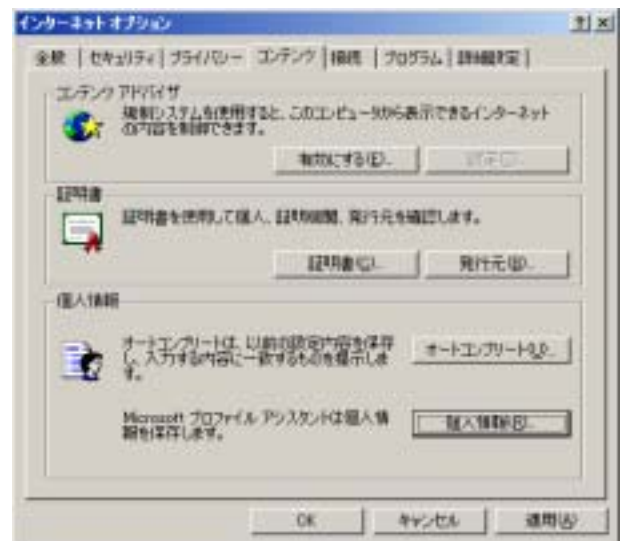 インターネット オプション
全般 セキュリティ プライバシー コンテンツ 接続 プログラム 詳細設定
コンテンツ アドバイザ
規制システムを使用すると、このコンピュータから表示できるインターネット
の内容を制御できます。
有効にする(E)...
証明書
証明書を使用して個人、証明機関、発行元を確認します。
証明書(C)... 発行元(B)...
個人情報
オートコンプリートは、以前の設定内容を保存
し、入力する内容に一致するものを提示しま
す。
オートコンプリート(U)...
Microsoft プロファイル アシスタントは個人情
報を保存します。
個人情報(R)...
OK キャンセル 適用(A)